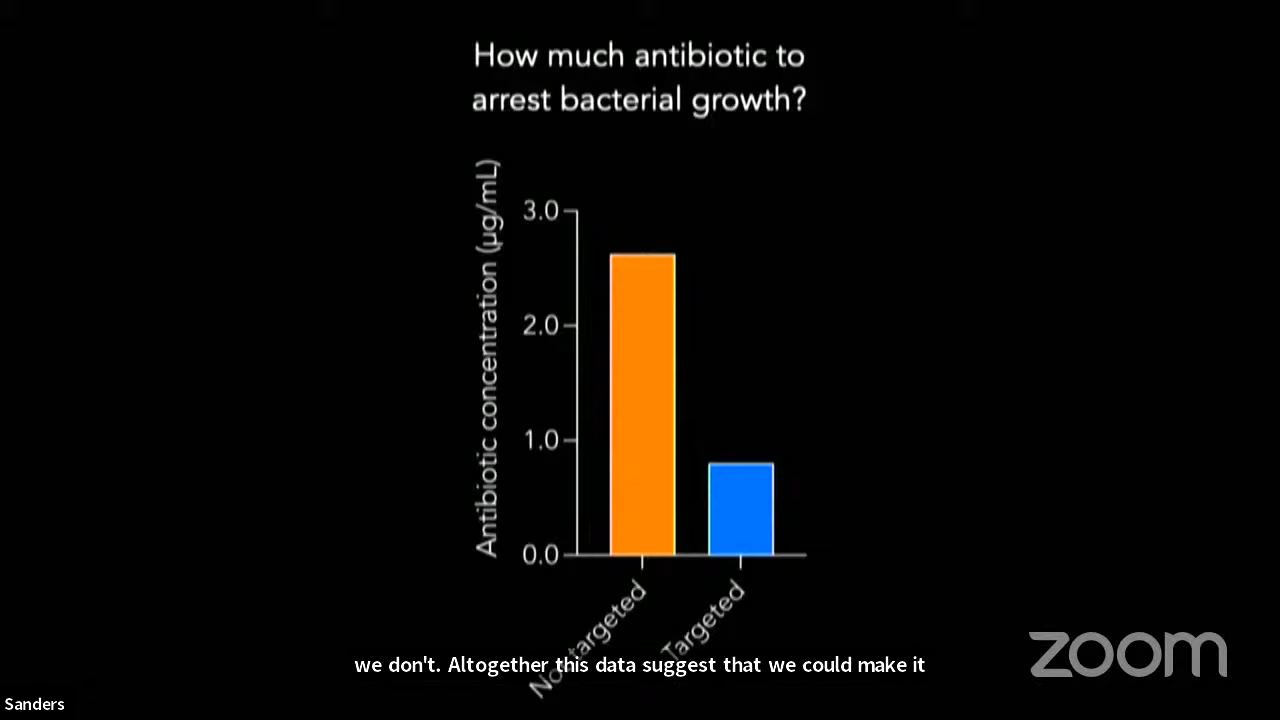 How much antibiotic to
arrest bacterial growth?
Antibiotic concentration (µg/mL)
3.0
2.0
1.0
0.0
targeted
Targeted
we don't. Altogether this data suggest that we could make it
zoom
Sanders